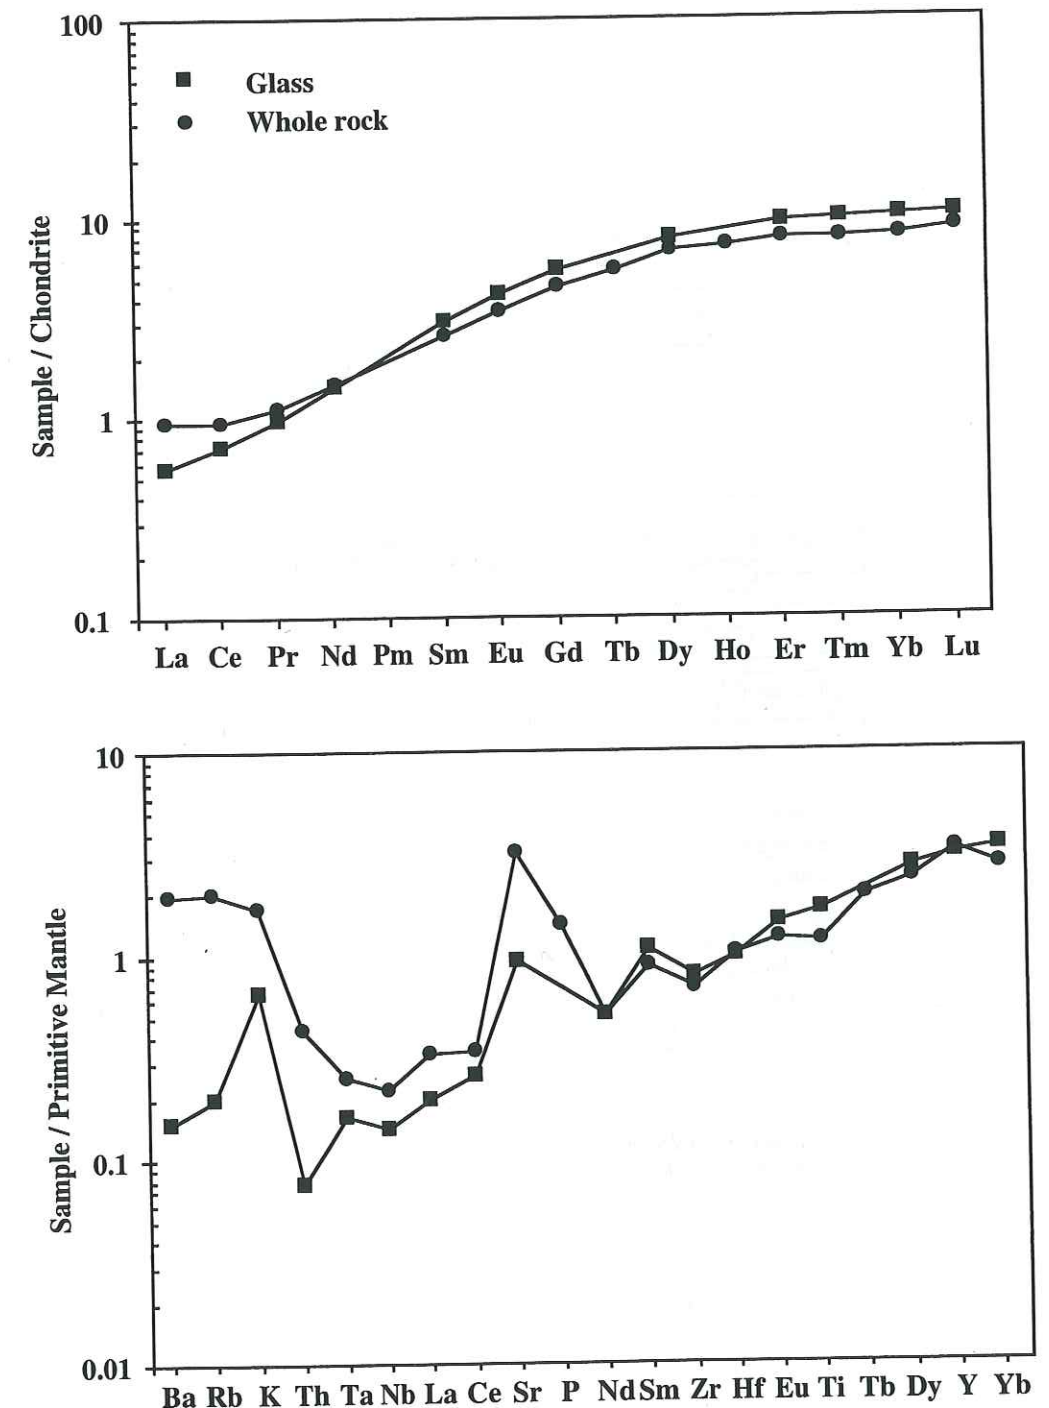 100
Glass
Whole rock
10
1
0.1
Sample / Chondrite
La Ce Pr Nd Pm Sm Eu Gd Tb Dy Ho Er Tm Yb Lu
10
1
0.1
0.01
Sample / Primitive Mantle
Ba Rb K Th Ta Nb La Ce Sr P Nd Sm Zr Hf Eu Ti Tb Dy Y Yb